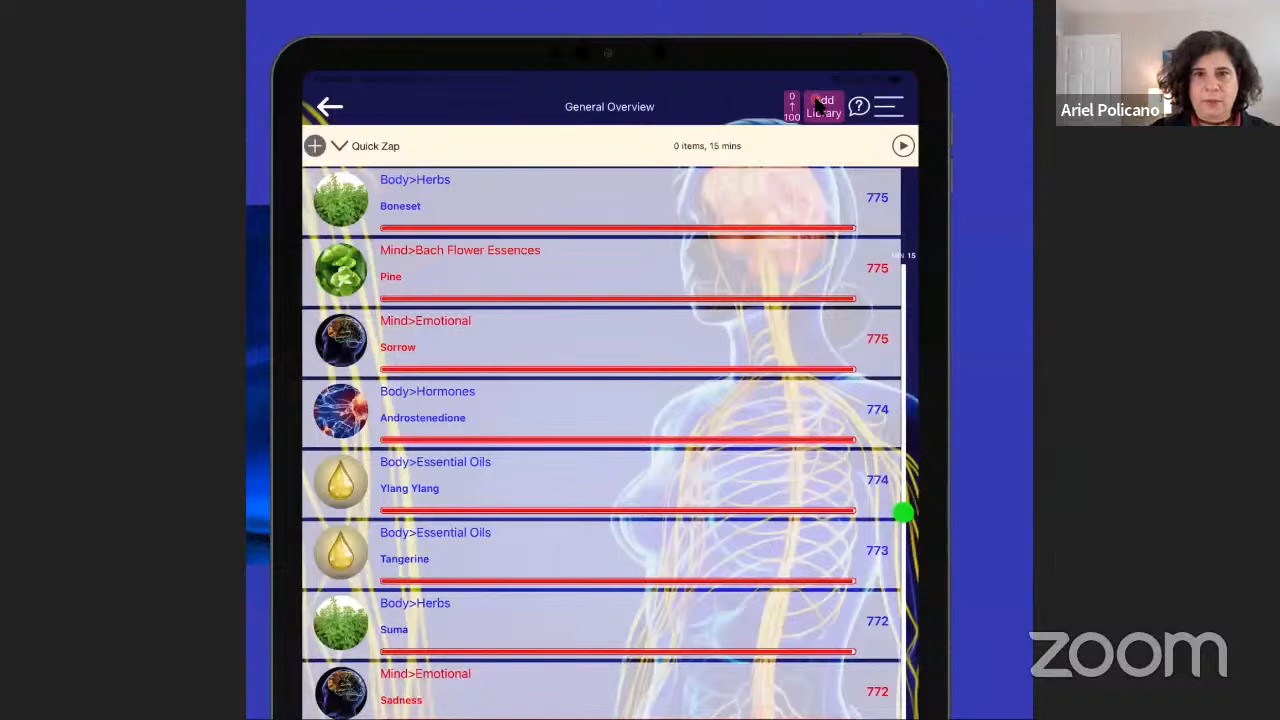 General Overview
0
↑
100
Library
?
Ariel Policano
Quick Zap
0 items, 15 mins
Body>Herbs
Boneset
775
Mind>Bach Flower Essences
Pine
775
15
Mind>Emotional
Sorrow
775
Body>Hormones
Androstenedione
774
Body>Essential Oils
Ylang Ylang
774
Body>Essential Oils
Tangerine
773
Body>Herbs
Suma
772
Mind>Emotional
Sadness
772
zoom